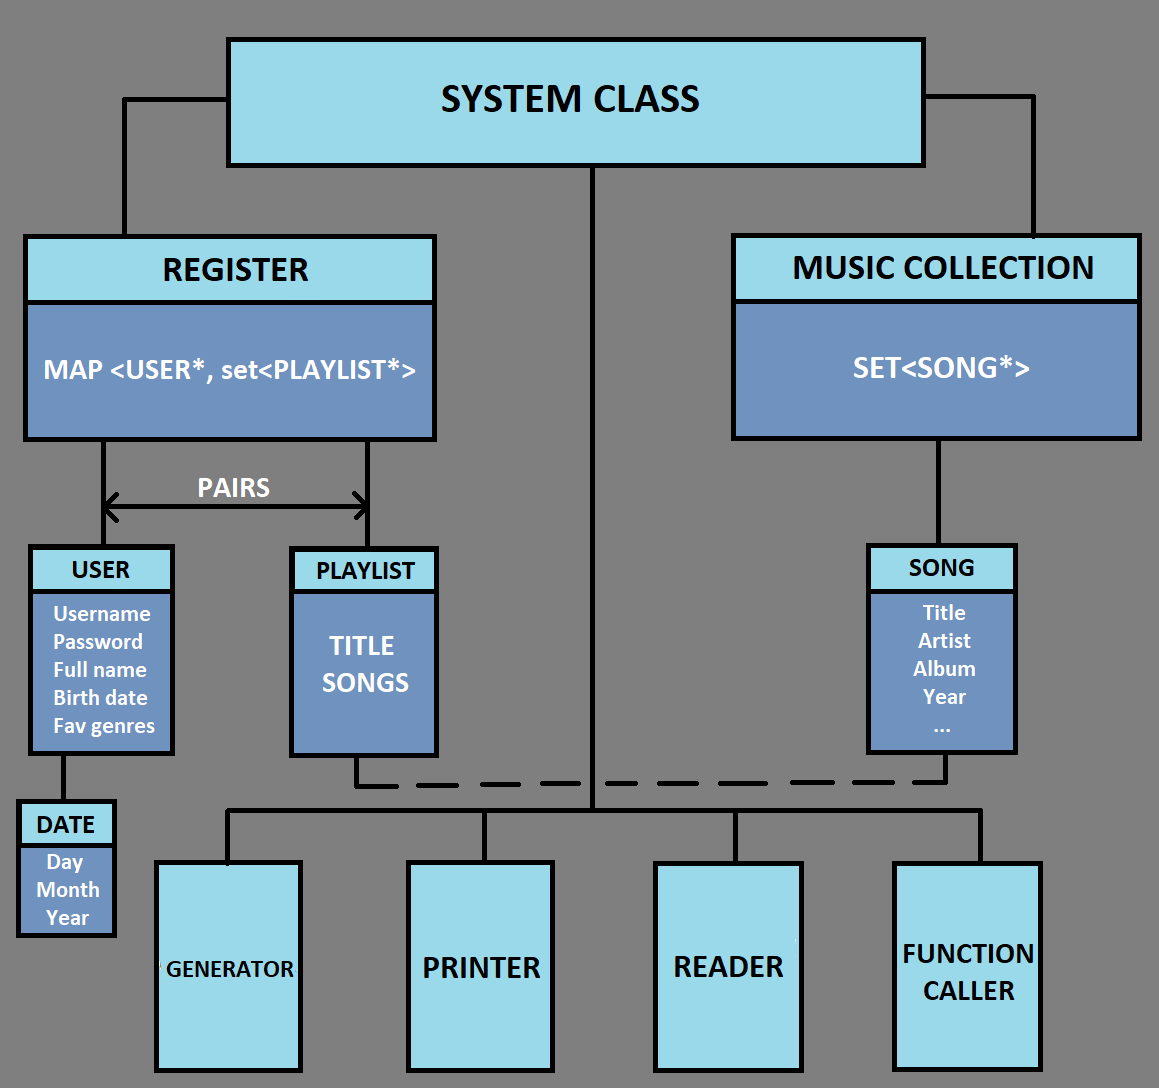 SYSTEM CLASS
REGISTER
MAP <USER*, set<PLAYLIST*>
MUSIC COLLECTION
SET<SONG*>
PAIRS
USER
Username
Password
Full name
Birth date
Fav genres
PLAYLIST
TITLE
SONGS
SONG
Title
Artist
Album
Year
...
DATE
Day
Month
Year
GENERATOR
PRINTER
READER
FUNCTION
CALLER